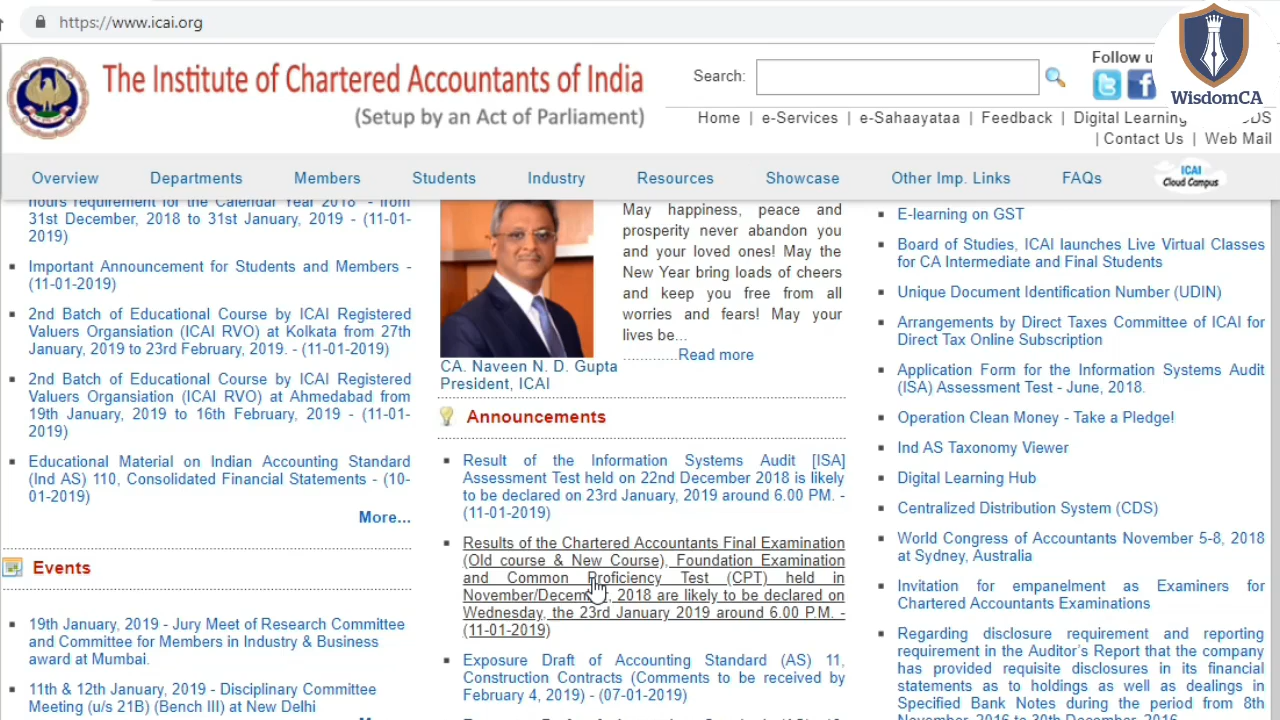 https://www.icai.org
WisdomCA
The Institute of Chartered Accountants of India
(Setup by an Act of Parliament)
Search:
Follow u
Home | e-Services | e-Sahaayataa | Feedback | Digital Learning
DS
| Contact Us | Web Mail
Overview Departments Members Students Industry Resources Showcase Other Imp. Links FAQs ICAI
Cloud Campus
hours requirement for the Calendar Year 2018 - from
31st December, 2018 to 31st January, 2019 - (11-01-
2019)
Important Announcement for Students and Members -
(11-01-2019)
2nd Batch of Educational Course by ICAI Registered
Valuers Organsiation (ICAI RVO) at Kolkata from 27th
January, 2019 to 23rd February, 2019. - (11-01-2019)
2nd Batch of Educational Course by ICAI Registered
Valuers Organsiation (ICAI RVO) at Ahmedabad from
19th January, 2019 to 16th February, 2019 - (11-01-
2019)
Educational Material on Indian Accounting Standard
(Ind AS) 110, Consolidated Financial Statements - (10-
01-2019)
More...
Events
19th January, 2019 - Jury Meet of Research Committee
and Committee for Members in Industry & Business
award at Mumbai.
11th & 12th January, 2019 - Disciplinary Committee
Meeting (u/s 21B) (Bench III) at New Delhi
May happiness, peace and
prosperity never abandon you
and your loved ones! May the
New Year bring loads of cheers
and keep you free from all
worries and fears! May your
lives be...
............Read more
CA. Naveen N. D. Gupta
President, ICAI
Announcements
Result of the Information Systems Audit [ISA]
Assessment Test held on 22nd December 2018 is likely
to be declared on 23rd January, 2019 around 6.00 PM. -
(11-01-2019)
Results of the Chartered Accountants Final Examination
(Old course & New Course), Foundation Examination
and Common Proficiency Test (CPT) held in
November/December, 2018 are likely to be declared on
Wednesday, the 23rd January 2019 around 6.00 P.M. -
(11-01-2019)
Exposure Draft of Accounting Standard (AS) 11,
Construction Contracts (Comments to be received by
February 4, 2019) - (07-01-2019)
E-learning on GST
Board of Studies, ICAI launches Live Virtual Classes
for CA Intermediate and Final Students
Unique Document Identification Number (UDIN)
Arrangements by Direct Taxes Committee of ICAI for
Direct Tax Online Subscription
Application Form for the Information Systems Audit
(ISA) Assessment Test - June, 2018.
Operation Clean Money - Take a Pledge!
Ind AS Taxonomy Viewer
Digital Learning Hub
Centralized Distribution System (CDS)
World Congress of Accountants November 5-8, 2018
at Sydney, Australia
Invitation for empanelment as Examiners for
Chartered Accountants Examinations
Regarding disclosure requirement and reporting
requirement in the Auditor's Report that the company
has provided requisite disclosures in its financial
statements as to holdings as well as dealings in
Specified Bank Notes during the period from 8th
November, 2016 to 30th December, 2016